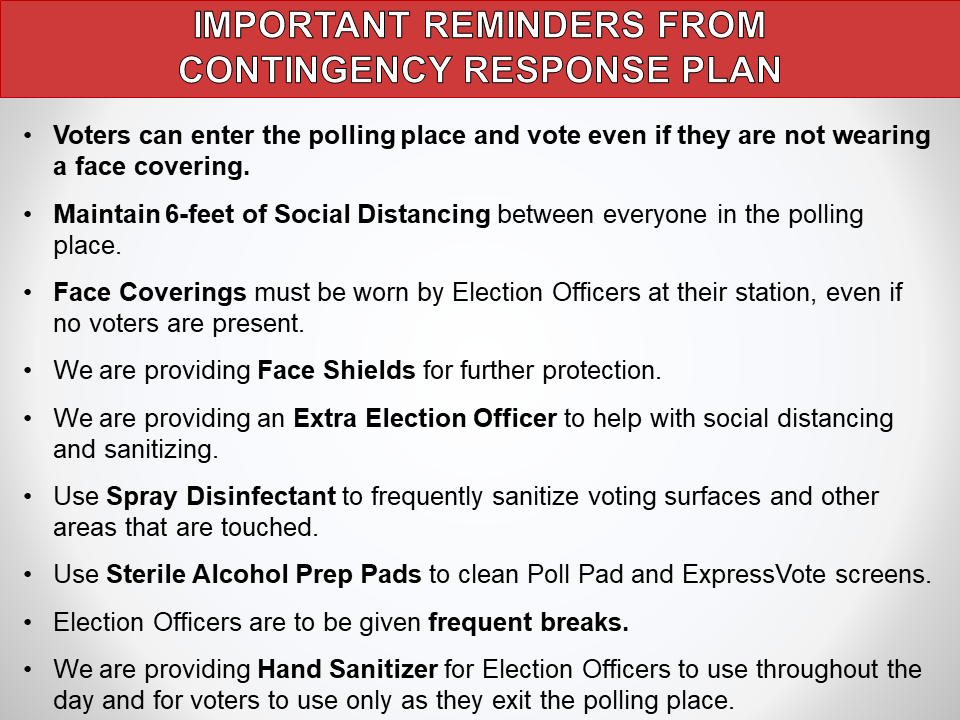 IMPORTANT REMINDERS FROM
CONTINGENCY RESPONSE PLAN
• Voters can enter the polling place and vote even if they are not wearing
a face covering.
• Maintain 6-feet of Social Distancing between everyone in the polling
place.
• Face Coverings must be worn by Election Officers at their station, even if
no voters are present.
• We are providing Face Shields for further protection.
• We are providing an Extra Election Officer to help with social distancing
and sanitizing.
• Use Spray Disinfectant to frequently sanitize voting surfaces and other
areas that are touched.
• Use Sterile Alcohol Prep Pads to clean Poll Pad and ExpressVote screens.
• Election Officers are to be given frequent breaks.
• We are providing Hand Sanitizer for Election Officers to use throughout the
day and for voters to use only as they exit the polling place.